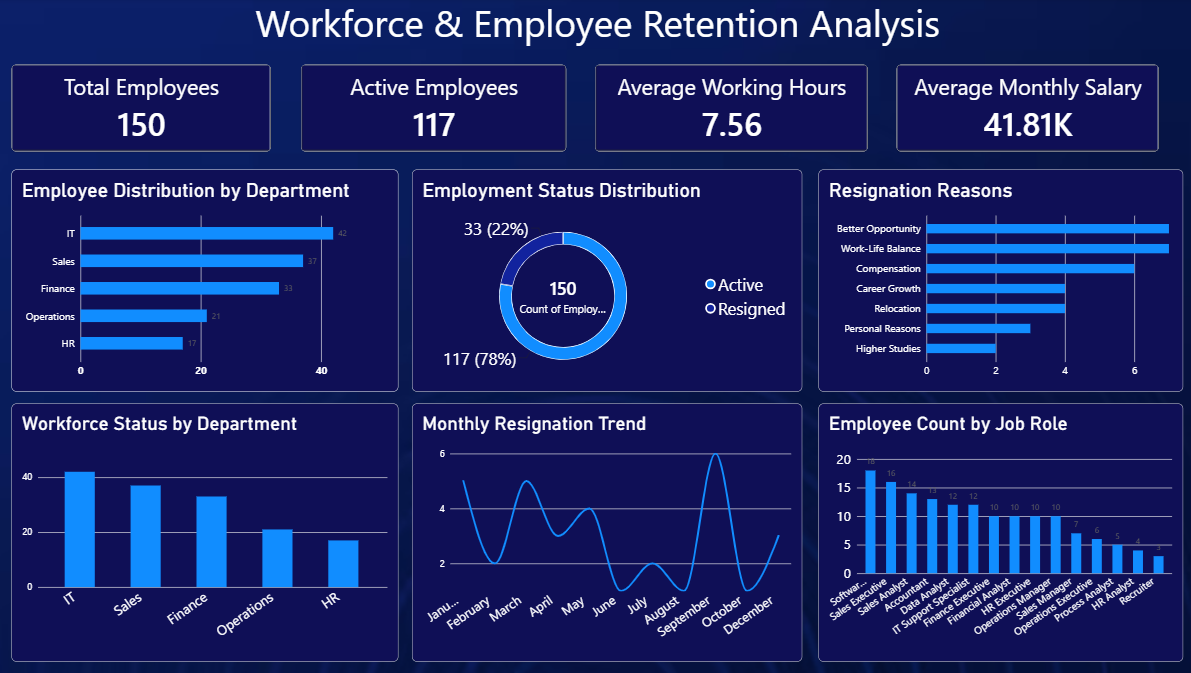 Workforce & Employee Retention Analysis
Total Employees
150
Active Employees
117
Average Working Hours
7.56
Average Monthly Salary
41.81K
Employee Distribution by Department
IT
42
Sales
37
Finance
33
Operations
21
HR
17
0
20
40
Employment Status Distribution
33 (22%)
150
Count of Employ...
117 (78%)
Active
Resigned
Resignation Reasons
Better Opportunity
Work-Life Balance
Compensation
Career Growth
Relocation
Personal Reasons
Higher Studies
0
2
4
6
Workforce Status by Department
40
20
0
IT
Sales
Finance
Operations
HR
Monthly Resignation Trend
6
4
2
Janu...
February
March
April
May
June
July
August
September
October
December
Employee Count by Job Role
20
15
10
5
0
18
16
14
13
12
12
10
10
10
10
7
6
5
4
3
Softwar...
Sales Executive
Sales Analyst
Accountant
Data Analyst
IT Support Specialist
Finance Executive
Financial Analyst
HR Executive
Operations Manager
Sales Manager
Operations Executive
Process Analyst
HR Analyst
Recruiter